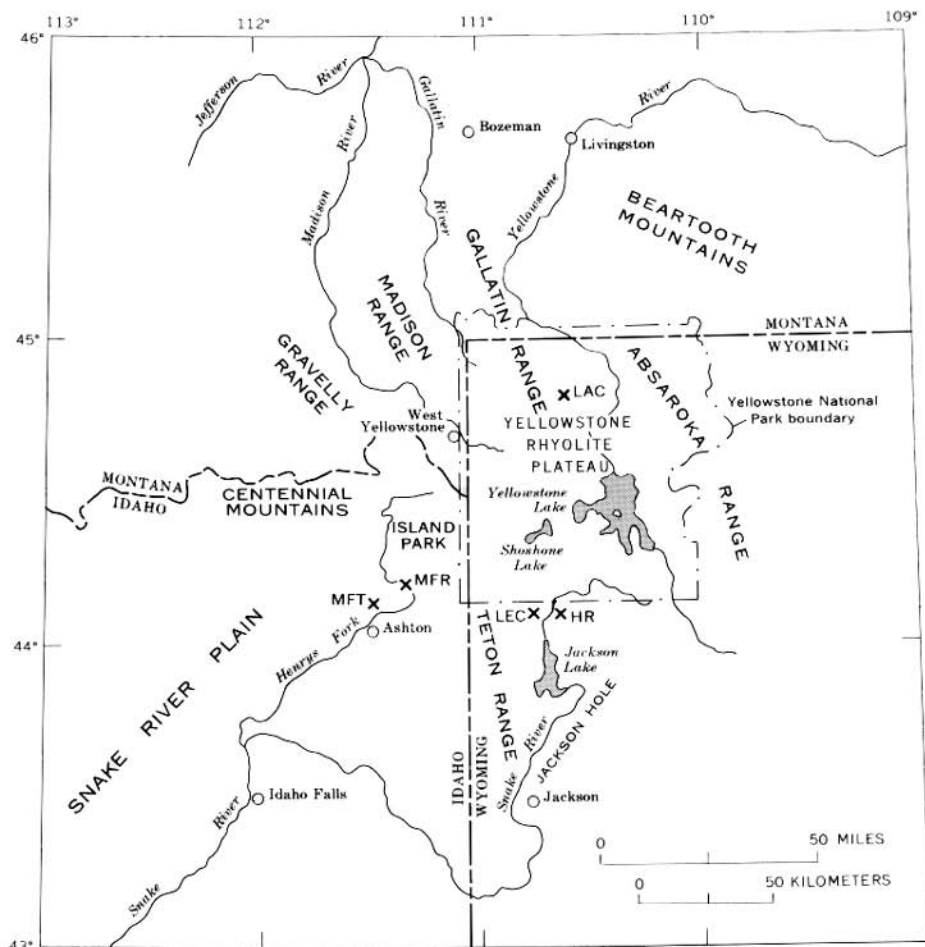 113°
112°
111°
110°
109°
46°
Jefferson
River
River
Gallatin
River
Bozeman
Livingston
River
Madison
River
Yellowstone
BEARTOOTH
MOUNTAINS
GALLATIN
RANGE
MADISON
RANGE
GRAVELLY
RANGE
45°
MONTANA
WYOMING
ABSAROKA
RANGE
LAC
Yellowstone National
Park boundary
West
Yellowstone
YELLOWSTONE
RHYOLITE
PLATEAU
MONTANA
IDAHO
CENTENNIAL
MOUNTAINS
Yellowstone
Lake
ISLAND
PARK
Shoshone
Lake
MFR
MFT
LEC
HR
Ashton
44°
Henrys Fork
TETON RANGE
Jackson
Lake
SNAKE RIVER PLAIN
IDAHO
WYOMING
Snake River
JACKSON HOLE
Idaho Falls
Jackson
Snake River
0 50 MILES
0 50 KILOMETERS
43°
112°
111°
110°